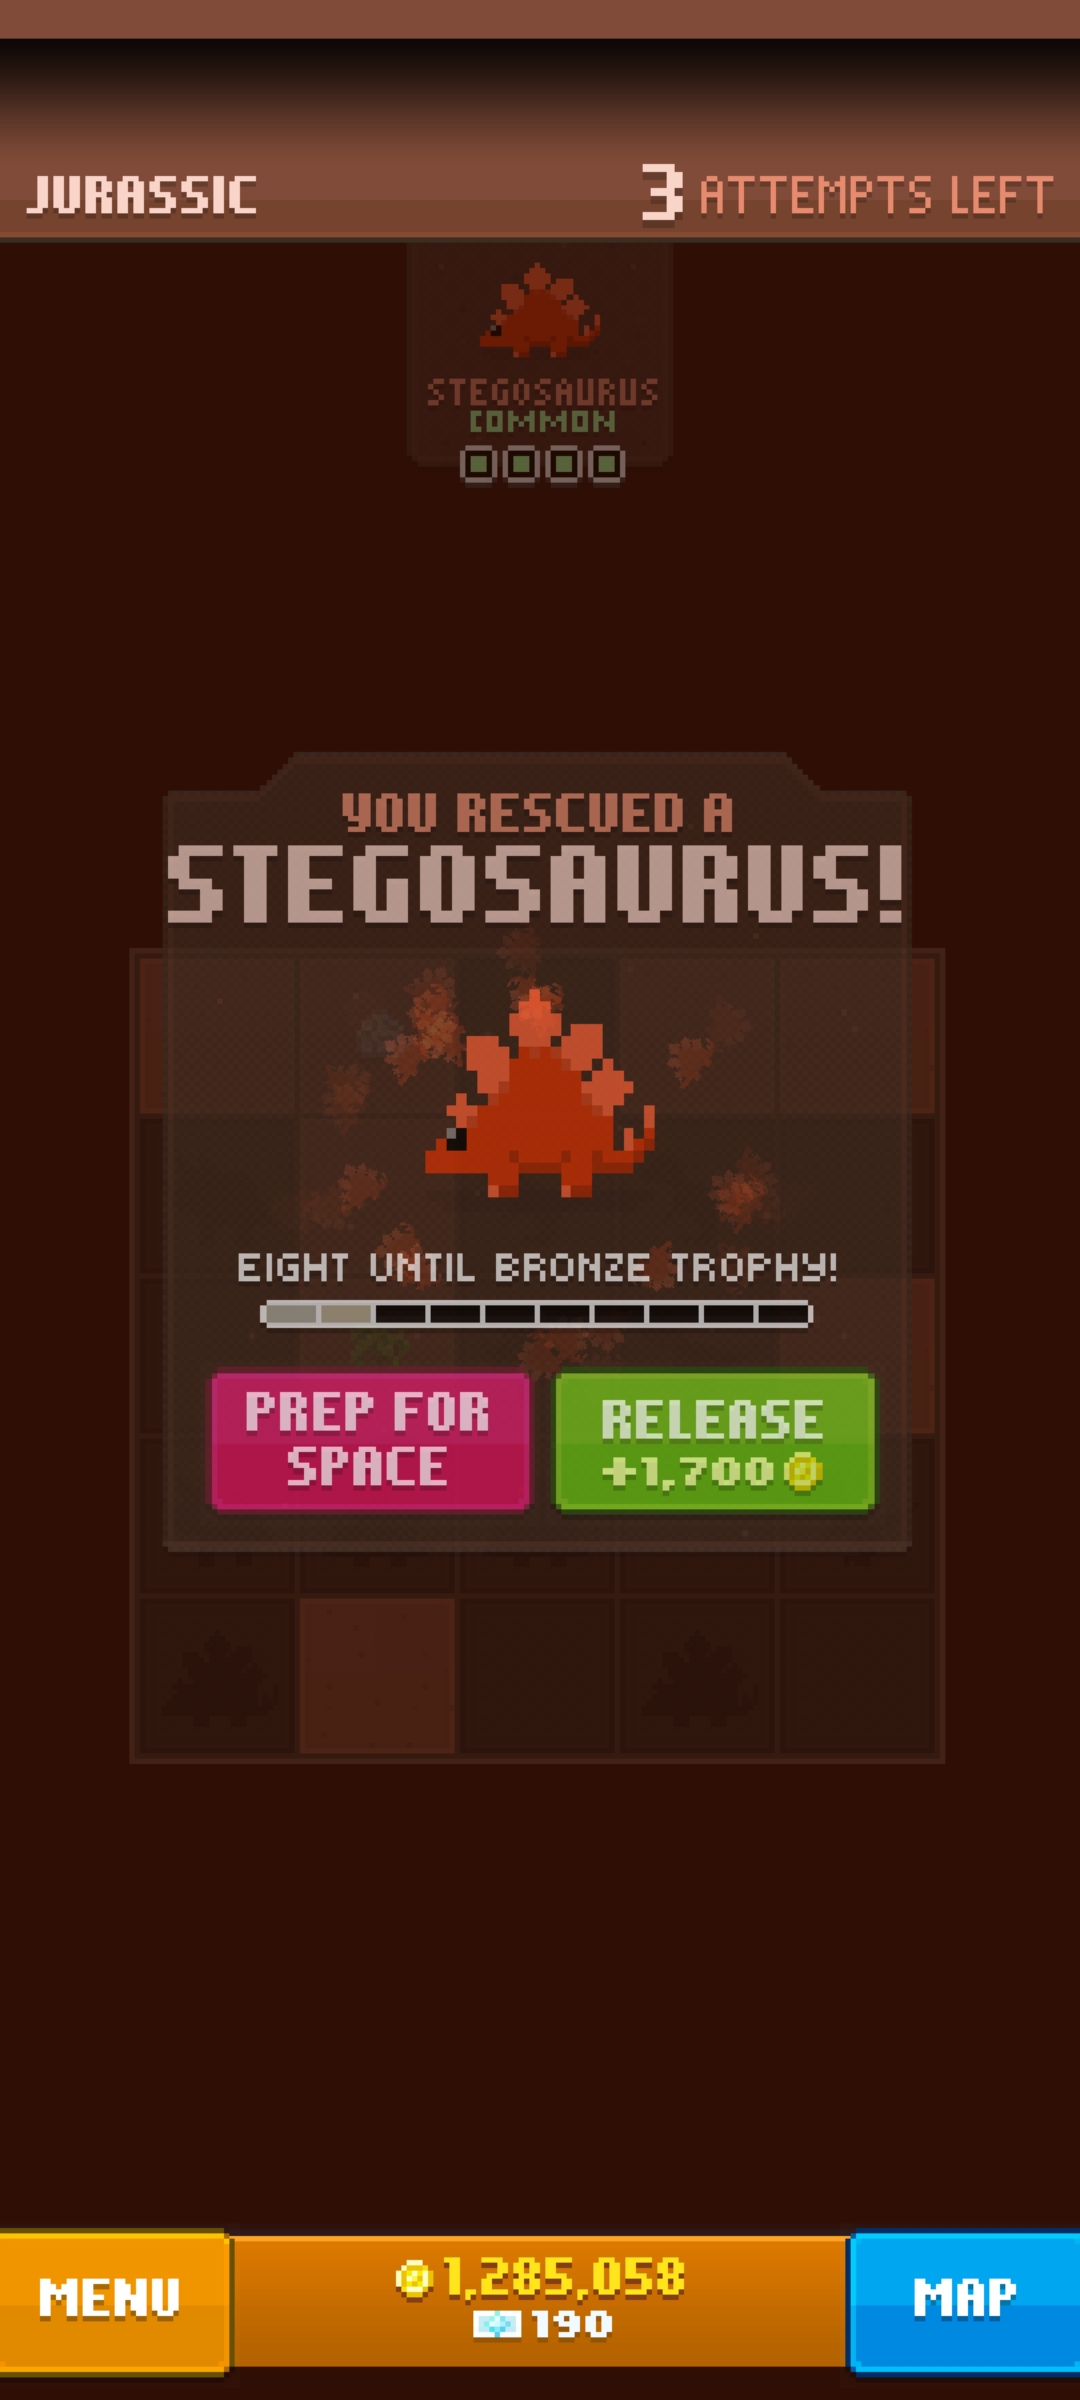 JURASSIC
3 ATTEMPTS LEFT
STEGOSAURUS
COMMON
YOU RESCUED A
STEGOSAURUS!
EIGHT UNTIL BRONZE TROPHY!
PREP FOR
SPACE
RELEASE
+1,700
MENU
1,285,058
190
MAP